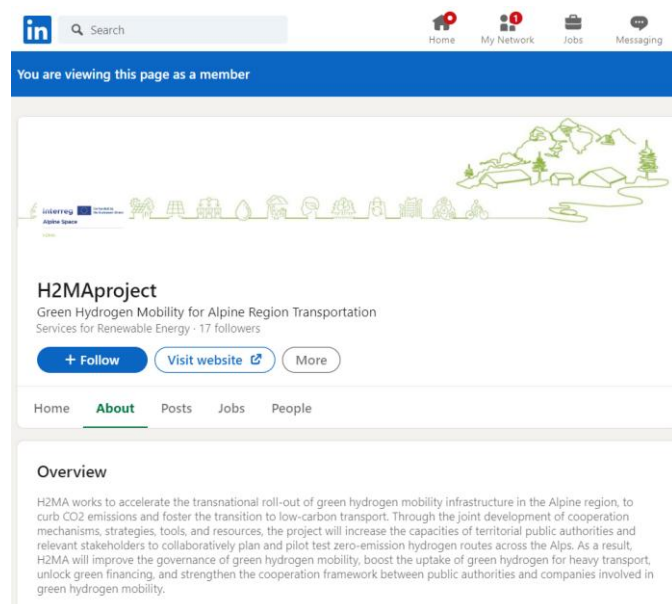 in
Search
1
Home My Network Jobs Messaging
You are viewing this page as a member
interreg
Alpine Space
H2MAproject
Green Hydrogen Mobility for Alpine Region Transportation
Services for Renewable Energy · 17 followers
+ Follow Visit website More
Home About Posts Jobs People
Overview
H2MA works to accelerate the transnational roll-out of green hydrogen mobility infrastructure in the Alpine region, to
curb CO2 emissions and foster the transition to low-carbon transport. Through the joint development of cooperation
mechanisms, strategies, tools, and resources, the project will increase the capacities of territorial public authorities and
relevant stakeholders to collaboratively plan and pilot test zero-emission hydrogen routes across the Alps. As a result,
H2MA will improve the governance of green hydrogen mobility, boost the uptake of green hydrogen for heavy transport,
unlock green financing, and strengthen the cooperation framework between public authorities and companies involved in
green hydrogen mobility.